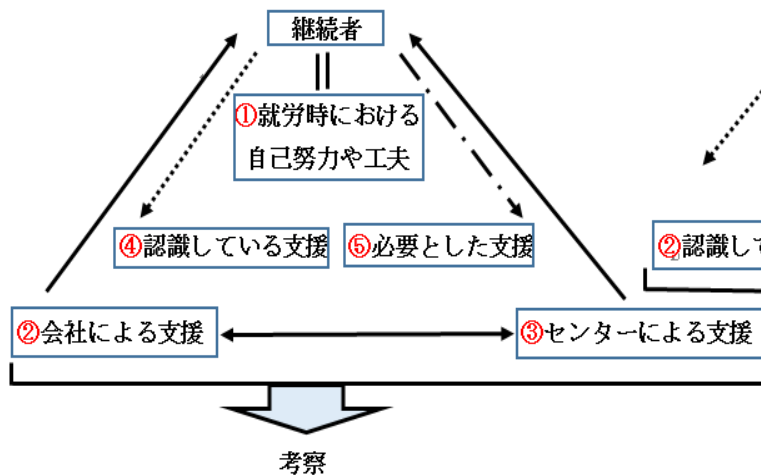 継続者
①就労時における
自己努力や工夫
④認識している支援
⑤必要とした支援
②認識して
②会社による支援
③センターによる支援
考察